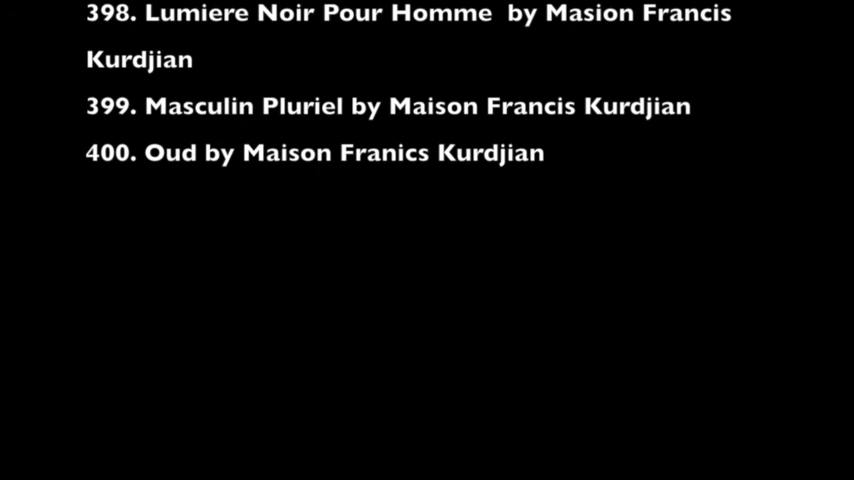 398. Lumiere Noir Pour Homme  by Masion Francis
Kurdjian
399. Masculin Pluriel by Maison Francis Kurdjian
400. Oud by Maison Franics Kurdjian